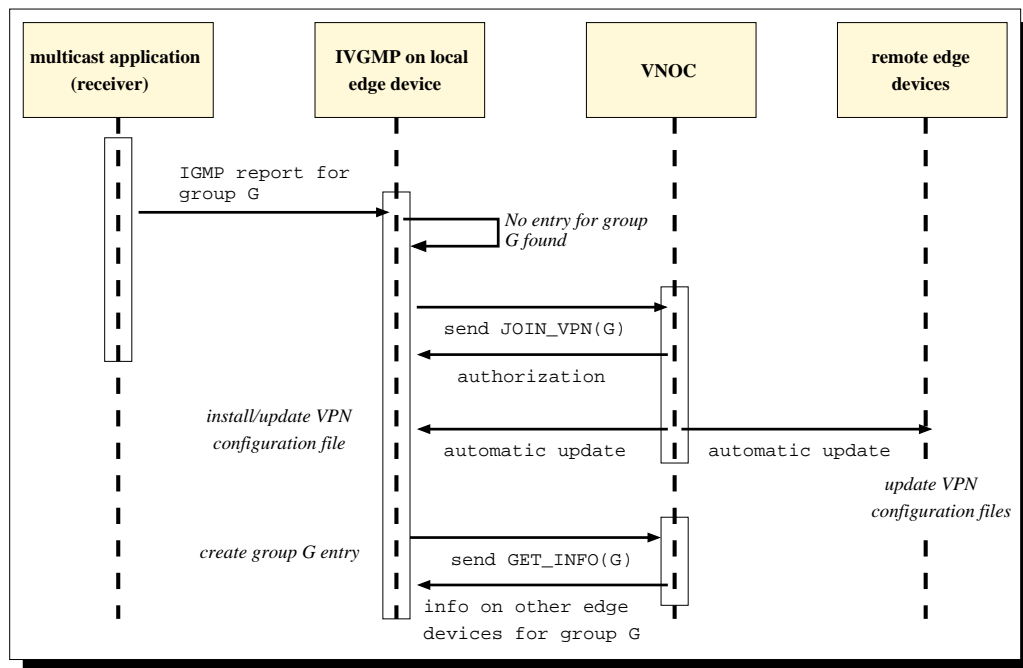 multicast application
(receiver)
IVGMP on local
edge device
VNOC
remote edge
devices
IGMP report for
group G
No entry for group
G found
send JOIN_VPN(G)
authorization
install/update VPN
configuration file
automatic update
automatic update
update VPN
configuration files
create group G entry
send GET_INFO(G)
info on other edge
devices for group G